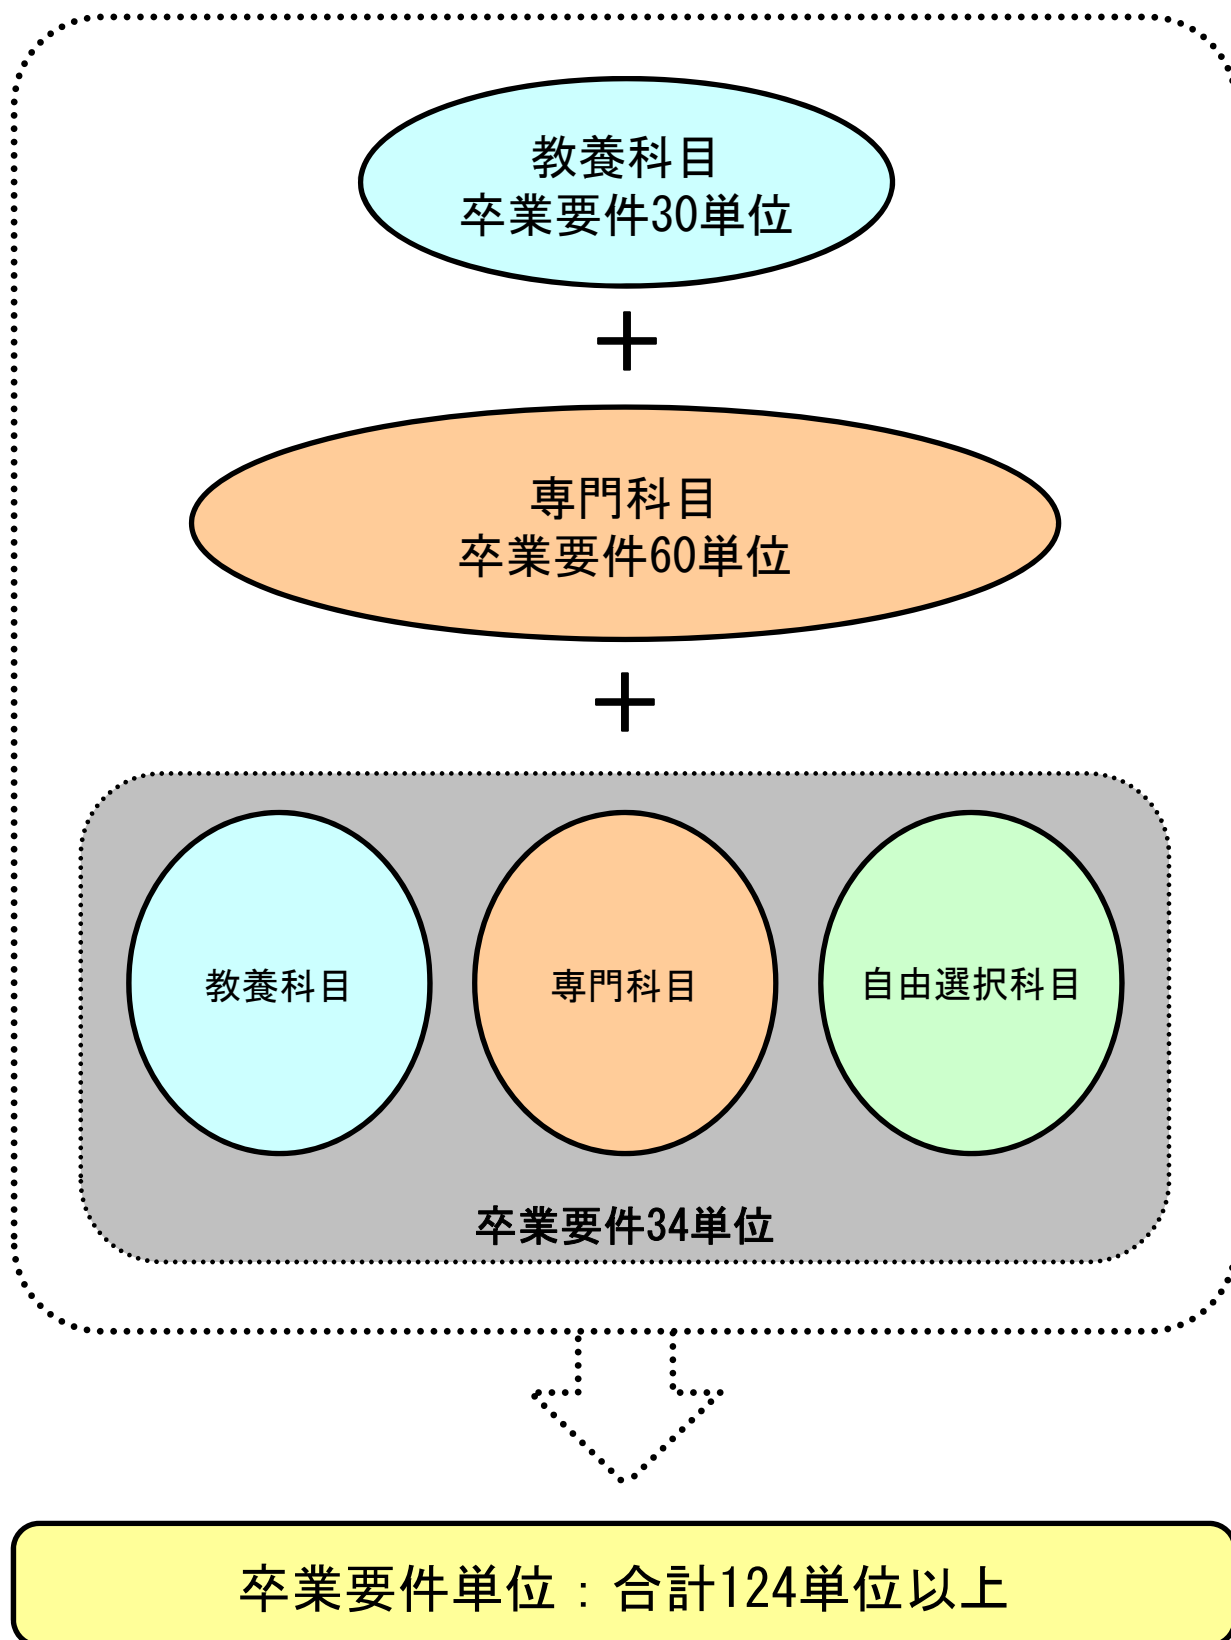 教養科目
卒業要件30単位
+
専門科目
卒業要件60単位
+
教養科目
専門科目
自由選択科目
卒業要件34単位
卒業要件単位：合計124単位以上